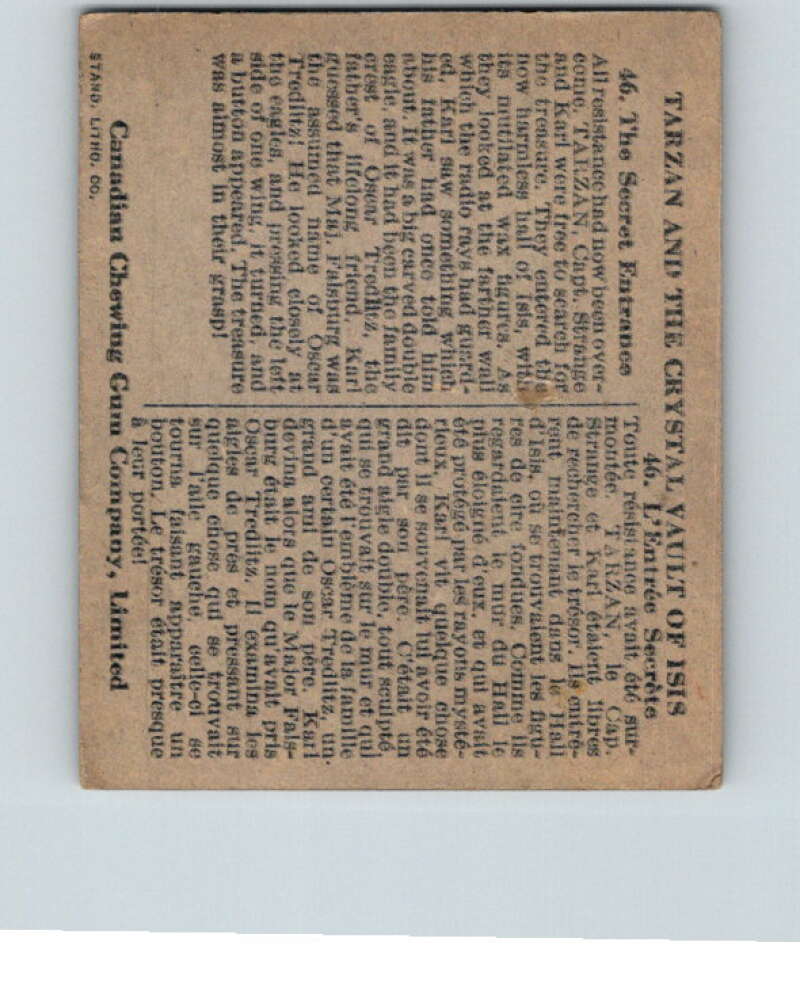 TARZAN AND THE CRYSTAL VAULT OF ISIS
46. The Secret Entrance
All resistance had now been over-
come. TARZAN, Capt. Strange
and Karl were free to search for
the treasure. They entered the
now harmless hall of Isis, with
its mutilated wax figures. As
they looked at the farther wall
which the radio rays had guard-
ed, Karl saw something which
his father had once told him
about. It was a big carved double
eagle, and it had been the family
crest of Oscar Tredlitz, the
father's lifelong friend. Karl
guessed that Maj. Falsburg was
the assumed name of Oscar
Tredlitz! He looked closely at
the eagles, and pressing the left
side of one wing, it turned, and
a button appeared. The treasure
was almost in their grasp!
46. L'Entrée Secrète
Toute résistance avait été sur-
montée. TARZAN, le Cap.
Strange et Karl étaient libres
de rechercher le trésor. Ils entrè-
rent maintenant dans le Hall
d'Isis, où se trouvaient les figu-
res de cire fondues. Comme ils
regardaient le mur du Hall le
plus éloigné d'eux, et qui avait
été protégé par les rayons mysté-
rieux, Karl vit quelque chose
dont il se souvenait lui avoir été
dit par son père. C'était un
grand aigle double, tout sculpté,
qui se trouvait sur le mur et qui
avait été l'emblème de la famille
d'un certain Oscar Tredlitz, un
grand ami de son père. Karl
devina alors que le Major Fals-
burg était le nom qu'avait pris
Oscar Tredlitz. Il examina les
aigles de près et pressant sur
quelque chose qui se trouvait
sur l'aile gauche, celle-ci se
tourna faisant apparaître un
bouton. Le trésor était presque
à leur portée!
Canadian Chewing Gum Company, Limited
STAND. LITHO. CO.